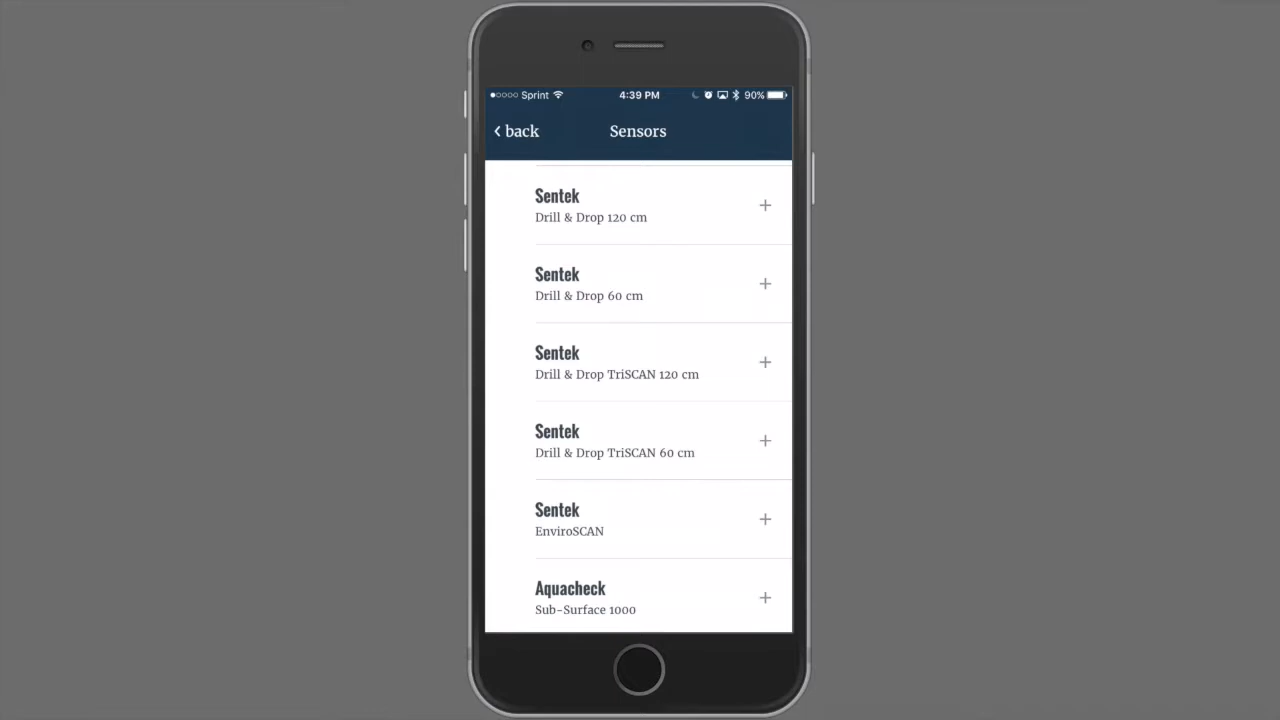 Sprint 4:39 PM 90%
< back Sensors
Sentek
Drill & Drop 120 cm
+
Sentek
Drill & Drop 60 cm
+
Sentek
Drill & Drop TriSCAN 120 cm
+
Sentek
Drill & Drop TriSCAN 60 cm
+
Sentek
EnviroSCAN
+
Aquacheck
Sub-Surface 1000
+